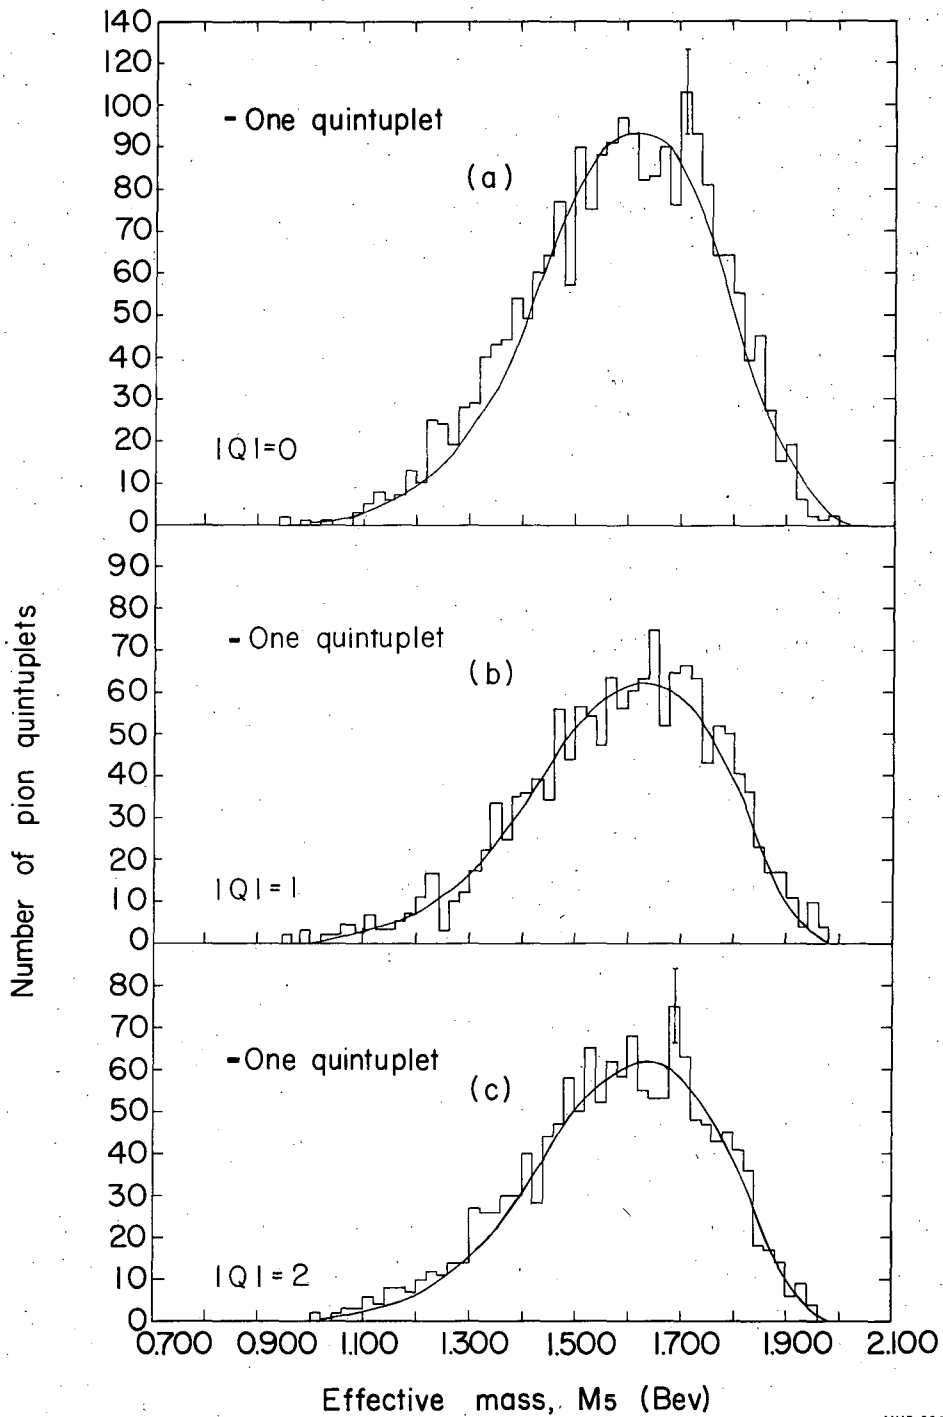 140
120
100
90
80
70
60
50
40
30
20
10
0
- One quintuplet
(a)
|Q|=0
90
80
70
60
50
40
30
20
10
0
- One quintuplet
(b)
|Q|=1
80
70
60
50
40
30
20
10
0
- One quintuplet
(c)
|Q|=2
Number of pion quintuplets
0.700 0.900 1.100 1.300 1.500 1.700 1.900 2.100
Effective mass, M5 (Bev)